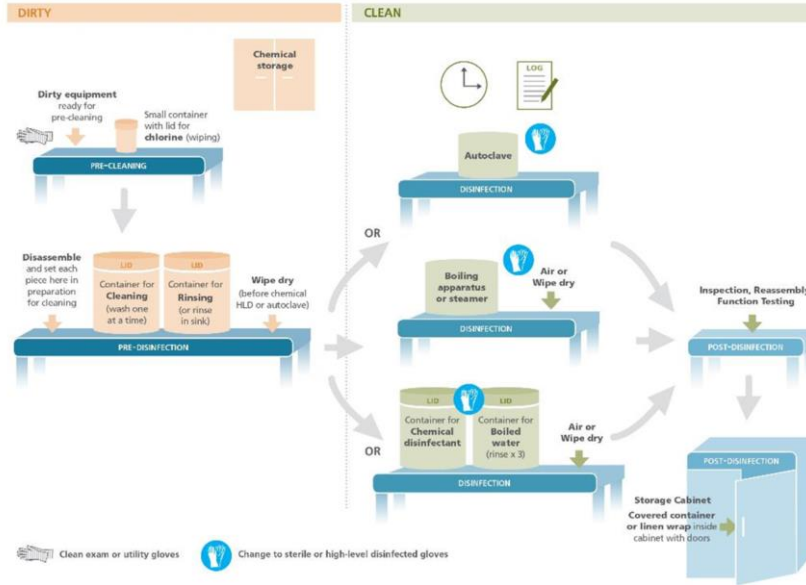 DIRTY
CLEAN
Chemical
storage
Dirty equipment
ready for
pre-cleaning
Small container
with lid for
chlorine (wiping)
PRE-CLEANING
LOG
Autoclave
DISINFECTION
OR
Disassemble
and set each
piece here in
preparation
for cleaning
LID
Container for
Cleaning
(wash one
at a time)
LID
Container for
Rinsing
(or rinse
in sink)
Wipe dry
(before chemical
HLD or autoclave)
PRE-DISINFECTION
Boiling
apparatus
or steamer
Air or
Wipe dry
DISINFECTION
Inspection, Reassembly
Function Testing
POST-DISINFECTION
OR
LID
Container for
Chemical
disinfectant
LID
Container for
Boiled
water
(rinse x 3)
Air or
Wipe dry
DISINFECTION
POST-DISINFECTION
Storage Cabinet
Covered container
or linen wrap inside
cabinet with doors
Clean exam or utility gloves
Change to sterile or high-level disinfected gloves